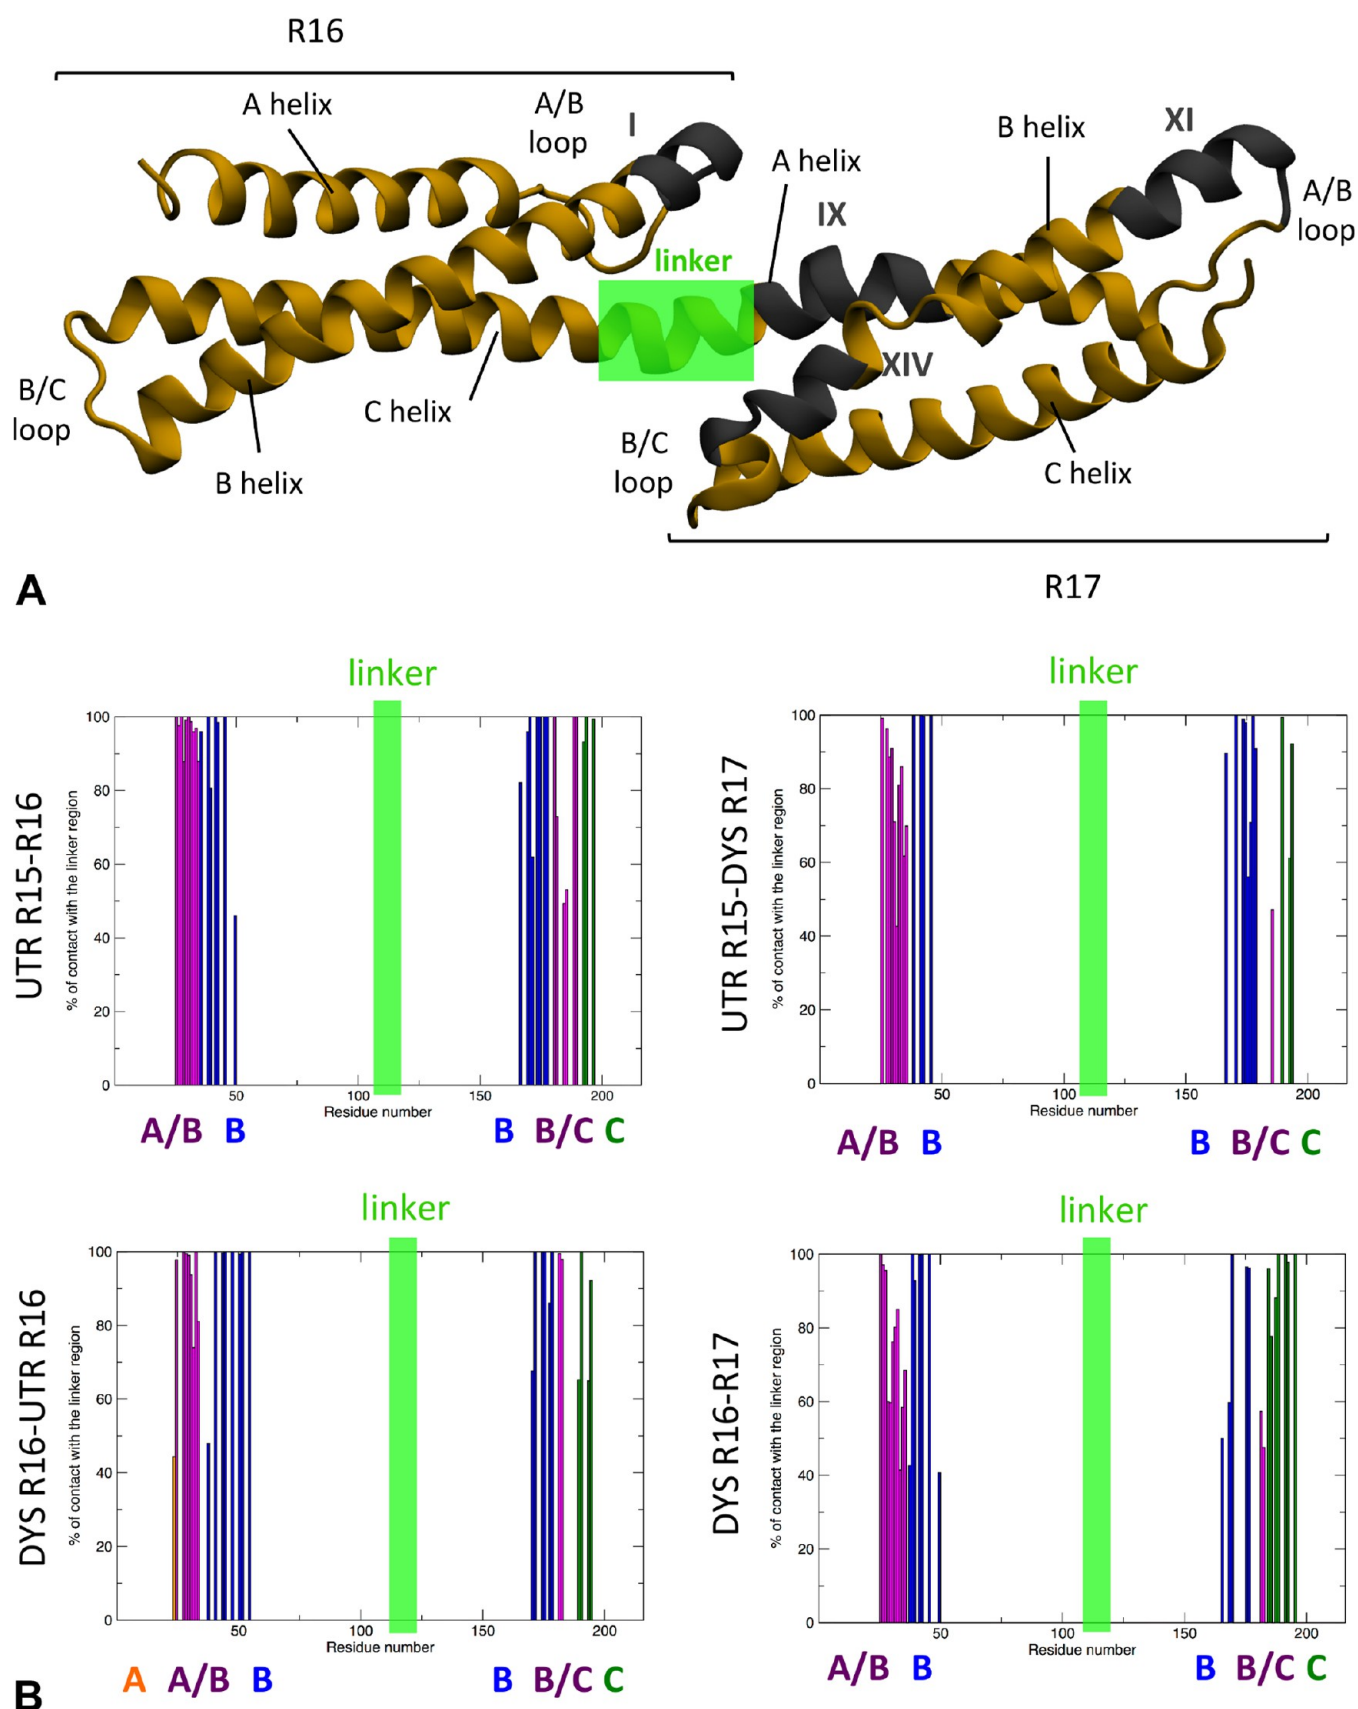 R16
A helix
A/B
loop
I
B helix
XI
A helix
IX
A/B
loop
linker
B/C
loop
C helix
XIV
B/C
loop
B helix
C helix
A
R17
linker
UTR R15-R16
% of contact with the linker region
100
80
60
40
20
0
50
100
150
200
Residue number
A/B B B B/C C
linker
UTR R15-DYS R17
% of contact with the linker region
100
80
60
40
20
0
50
100
150
200
Residue number
A/B B B B/C C
linker
DYS R16-UTR R16
% of contact with the linker region
100
80
60
40
20
0
50
100
150
200
Residue number
A A/B B B B/C C
linker
DYS R16-R17
% of contact with the linker region
100
80
60
40
20
0
50
100
150
200
Residue number
A/B B B B/C C
B